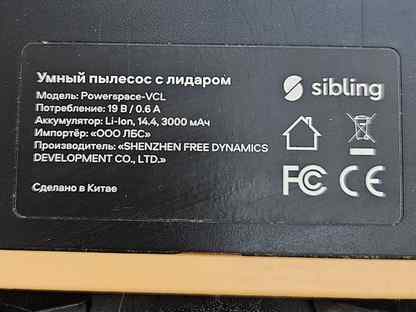 Умный пылесос с лидаром
Модель: Powerspace-VCL
Потребление: 19 В / 0.6 А
Аккумулятор: Li-Ion, 14.4, 3000 мАч
Импортёр: «ООО ЛБС»
Производитель: «SHENZHEN FREE DYNAMICS
DEVELOPMENT CO., LTD.»
Сделано в Китае
sibling
FC CE